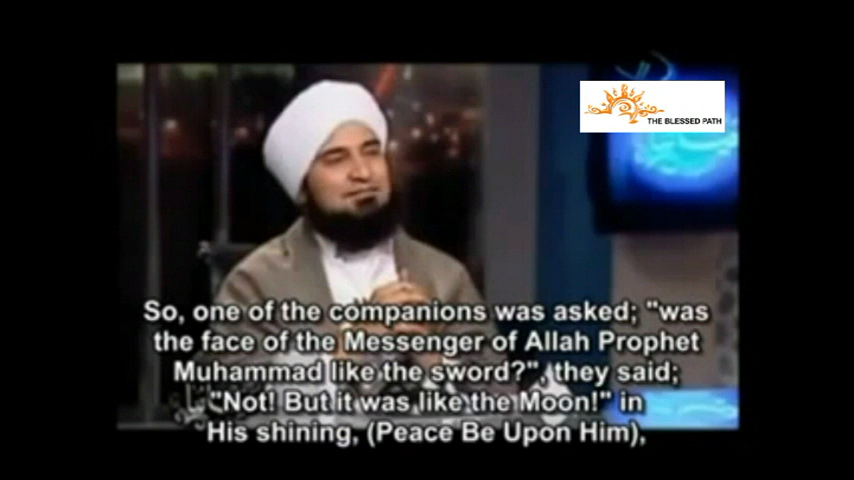 THE BLESSED PATH
So, one of the companions was asked; "was
the face of the Messenger of Allah Prophet
Muhammad like the sword?", they said;
"Not! But it was like the Moon!" in
His shining, (Peace Be Upon Him),